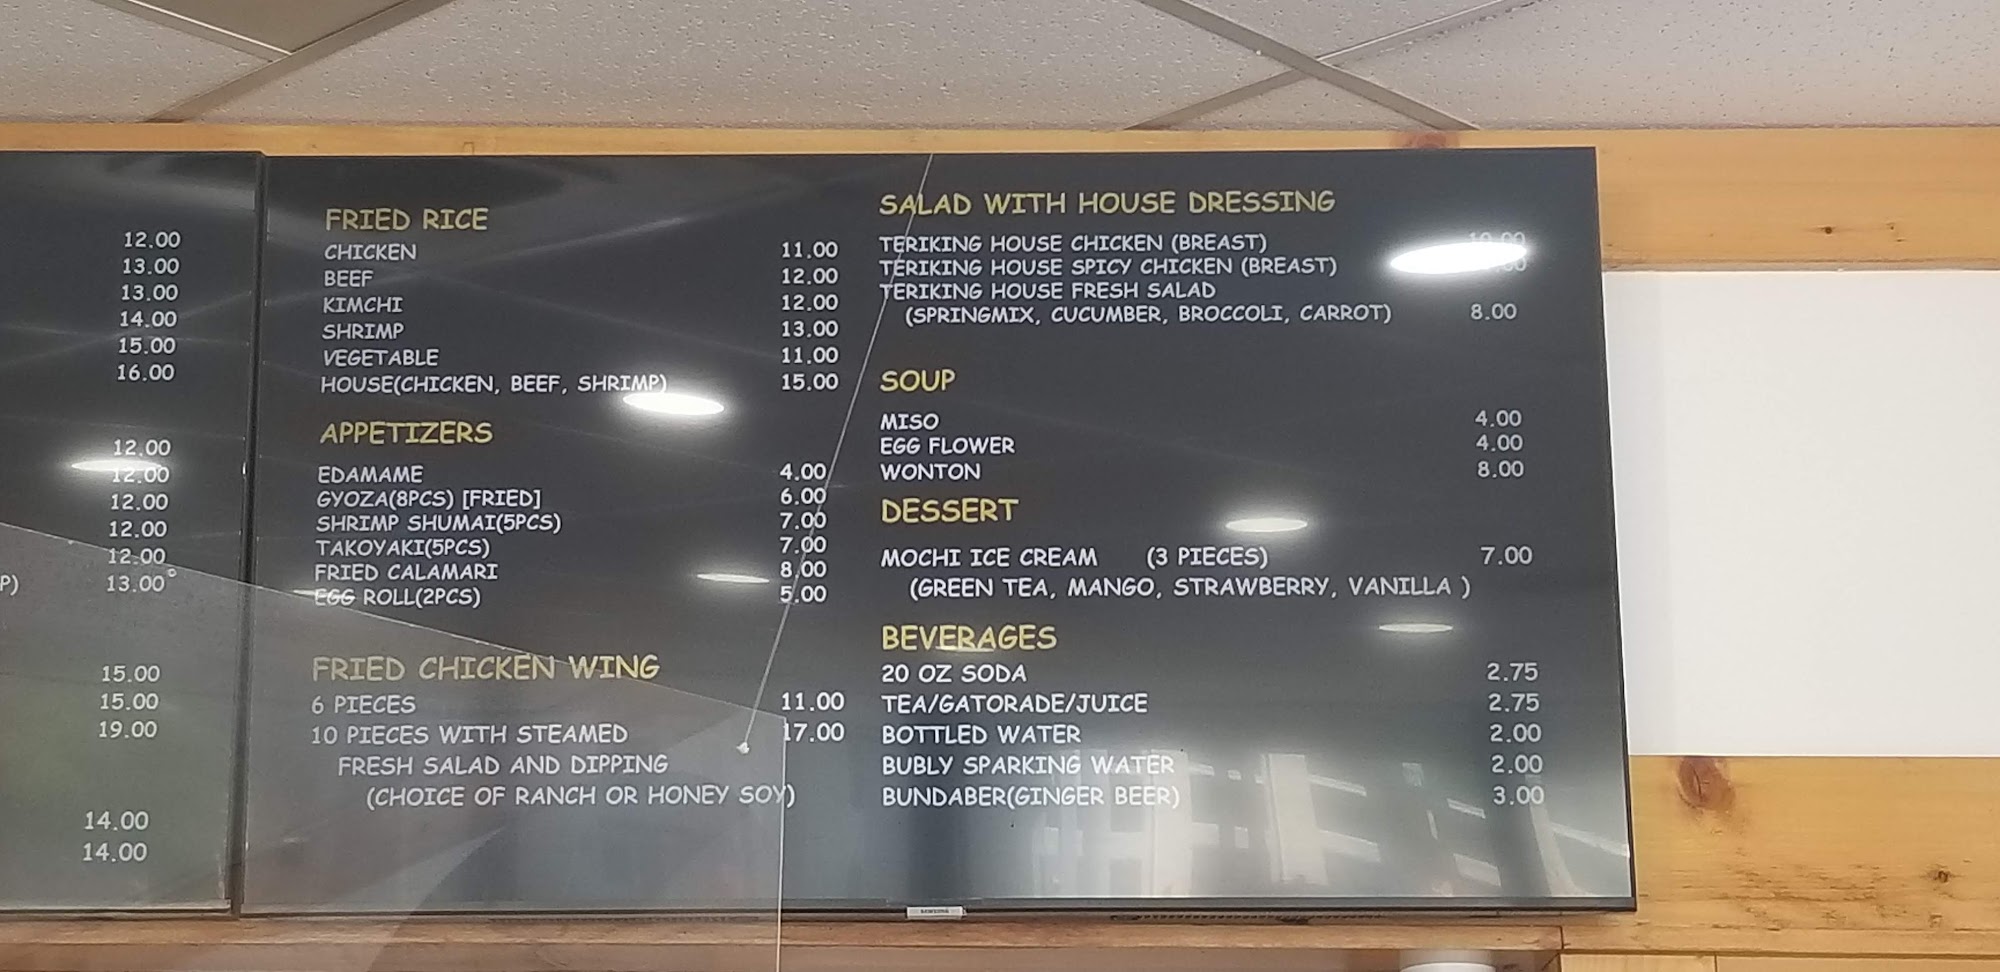 12.00
13.00
13.00
14.00
15.00
16.00
12.00
12.00
12.00
12.00
12.00
P) 13.00
15.00
15.00
19.00
14.00
14.00
FRIED RICE
CHICKEN 11.00
BEEF 12.00
KIMCHI 12.00
SHRIMP 13.00
VEGETABLE 11.00
HOUSE(CHICKEN, BEEF, SHRIMP) 15.00
APPETIZERS
EDAMAME 4.00
GYOZA(8PCS) [FRIED] 6.00
SHRIMP SHUMAI(5PCS) 7.00
TAKOYAKI(5PCS) 7.00
FRIED CALAMARI 8.00
EGG ROLL(2PCS) 5.00
FRIED CHICKEN WING
6 PIECES 11.00
10 PIECES WITH STEAMED 17.00
FRESH SALAD AND DIPPING
(CHOICE OF RANCH OR HONEY SOY)
SALAD WITH HOUSE DRESSING
TERIKING HOUSE CHICKEN (BREAST)
TERIKING HOUSE SPICY CHICKEN (BREAST)
TERIKING HOUSE FRESH SALAD
(SPRINGMIX, CUCUMBER, BROCCOLI, CARROT) 8.00
SOUP
MISO 4.00
EGG FLOWER 4.00
WONTON 8.00
DESSERT
MOCHI ICE CREAM (3 PIECES) 7.00
(GREEN TEA, MANGO, STRAWBERRY, VANILLA )
BEVERAGES
20 OZ SODA 2.75
TEA/GATORADE/JUICE 2.75
BOTTLED WATER 2.00
BUBLY SPARKING WATER 2.00
BUNDABER(GINGER BEER) 3.00
SAMSUNG